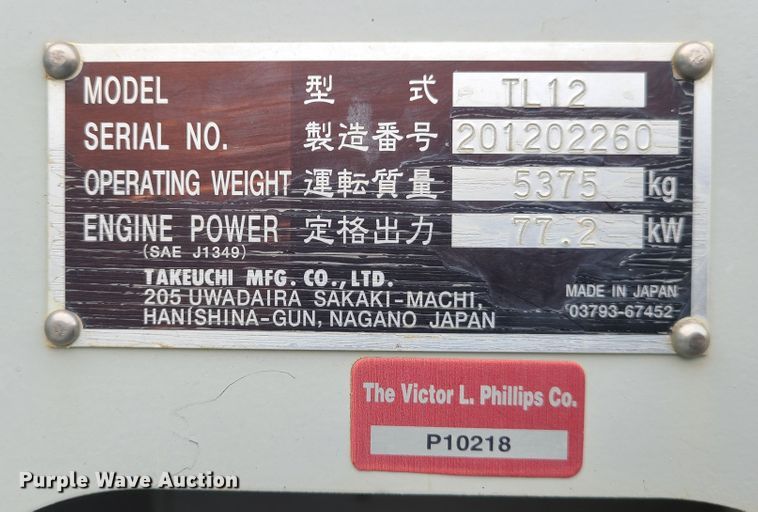 MODEL 型 式 TL12
SERIAL NO. 製造番号 201202260
OPERATING WEIGHT 運転質量 5375 kg
ENGINE POWER 定格出力 77.2 kW
(SAE J1349)
TAKEUCHI MFG. CO., LTD.
205 UWADAIRA SAKAKI-MACHI,
HANISHINA-GUN, NAGANO JAPAN
MADE IN JAPAN
03793-67452
The Victor L. Phillips Co.
P10218
Purple Wave Auction